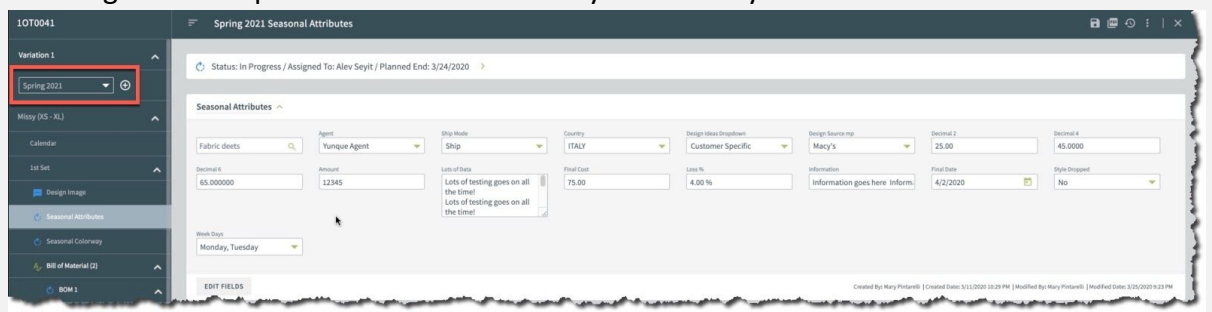 1OT0041
Spring 2021 Seasonal Attributes
Variation 1
Status: In Progress / Assigned To: Alev Seyit / Planned End: 3/24/2020
Spring 2021
Seasonal Attributes
Missy (XS - XL)
Agent
Ship Mode
Country
Design Ideas Dropdown
Design Source mp
Decimal 2
Decimal 4
Fabric deets
Yunque Agent
Ship
ITALY
Customer Specific
Macy's
25.00
45.0000
Calendar
Decimal 6
Amount
Lots of Data
Final Cost
Loss %
Information
Final Date
Style Dropped
1st Set
65.000000
12345
Lots of testing goes on all
the time!
Lots of testing goes on all
the time!
75.00
4.00 %
Information goes here Inform
4/2/2020
No
Design Image
Seasonal Attributes
Seasonal Colorway
Week Days
Monday, Tuesday
Bill of Material (2)
BOM 1
EDIT FIELDS
Created By: Mary Pintarelli | Created Date: 3/11/2020 10:29 PM | Modified By: Mary Pintarelli | Modified Date: 3/25/2020 9:23 PM